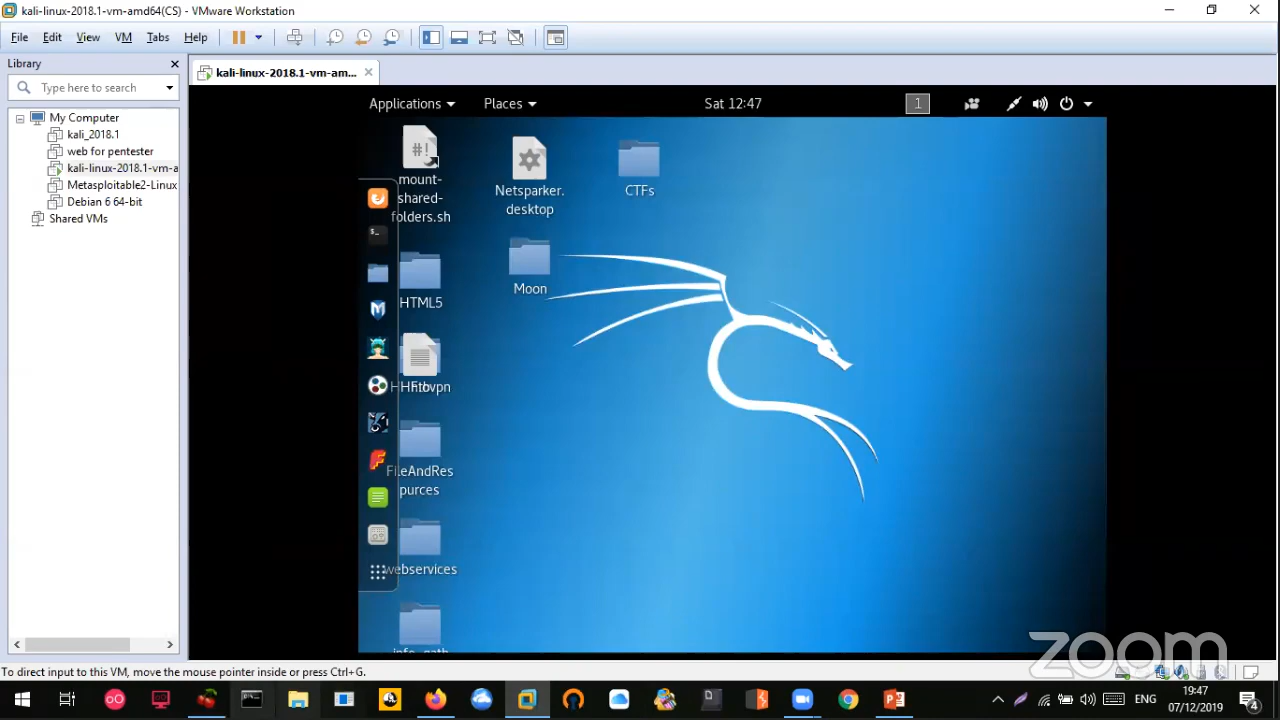 kali-linux-2018.1-vm-amd64(CS) - VMware Workstation
File Edit View VM Tabs Help
Library
Type here to search
My Computer
kali_2018.1
web for pentester
kali-linux-2018.1-vm-a
Metasploitable2-Linux
Debian 6 64-bit
Shared VMs
kali-linux-2018.1-vm-am...
Applications Places Sat 12:47 1
#!
mount-
shared-
folders.sh
Netsparker.
desktop
CTFs
HTML5
Moon
FileAndRes
ources
webservices
zoom
To direct input to this VM, move the mouse pointer inside or press Ctrl+G.
ENG
9:47
07/12/2019
4